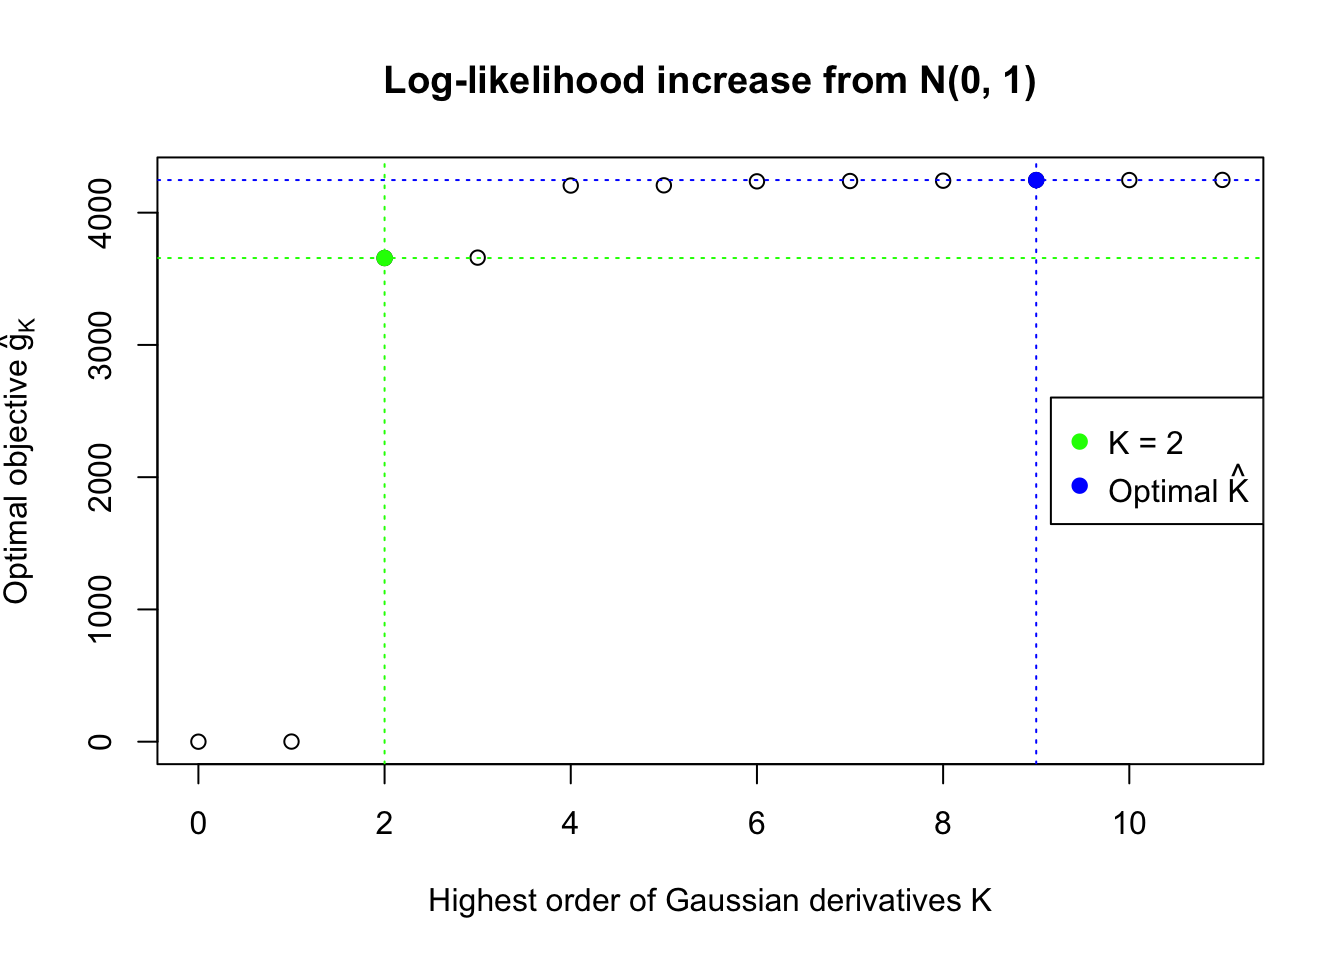 Log-likelihood increase from N(0, 1)
Optimal objective ĝK
4000
3000
2000
1000
0
K = 2
Optimal K̂
0 2 4 6 8 10
Highest order of Gaussian derivatives K